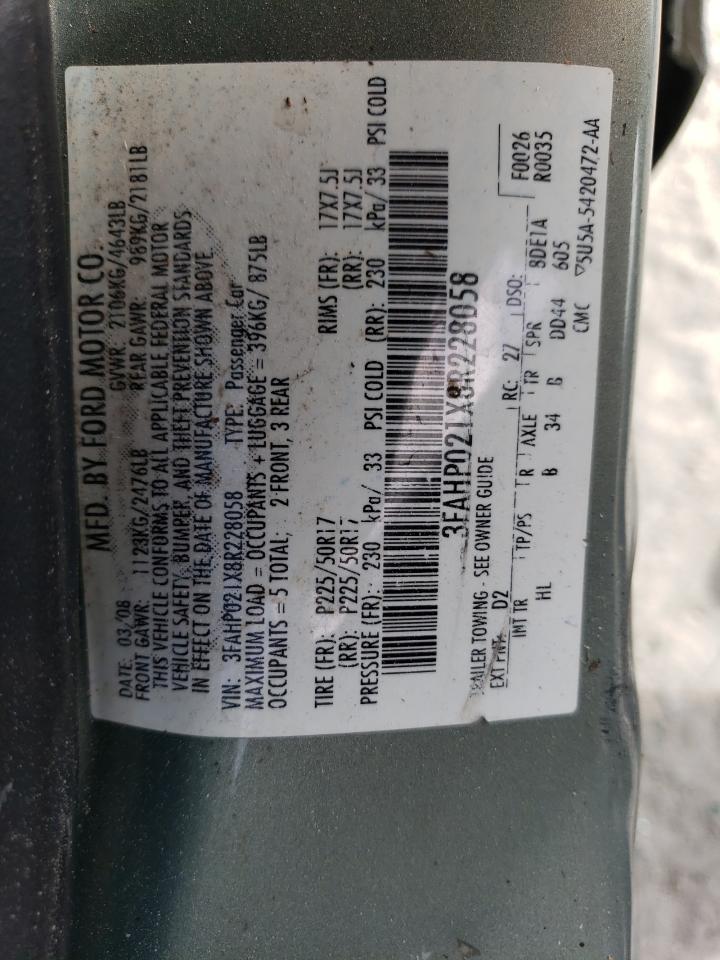 MFD. BY FORD MOTOR CO.
DATE: 03/08 GVWR: 2106KG/4643LB
FRONT GAWR: 1123KG/2476LB REAR GAWR: 989KG/2181LB
THIS VEHICLE CONFORMS TO ALL APPLICABLE FEDERAL MOTOR
VEHICLE SAFETY, BUMPER, AND THEFT PREVENTION STANDARDS
IN EFFECT ON THE DATE OF MANUFACTURE SHOWN ABOVE.
VIN: 3FAHP021X8R228058 TYPE: Passenger Car
MAXIMUM LOAD = OCCUPANTS + LUGGAGE = 396KG/ 875LB
OCCUPANTS = 5 TOTAL; 2 FRONT, 3 REAR
TIRE (FR): P225/50R17 RIMS (FR): 17X7.5J
(RR): P225/50R17 (RR): 17X7.5J
PRESSURE (FR): 230 kPa/ 33 PSI COLD (RR): 230 kPa/ 33 PSI COLD
3FAHP021X8R228058
TRAILER TOWING - SEE OWNER GUIDE
EXT PNT: D2 RC: 27 DSO: F0026
R0035
INT TR TP/PS R AXLE TR SPR 8DE1A
HL B 34 B DD44 605
CMC ▽5U5A-5420472-AA